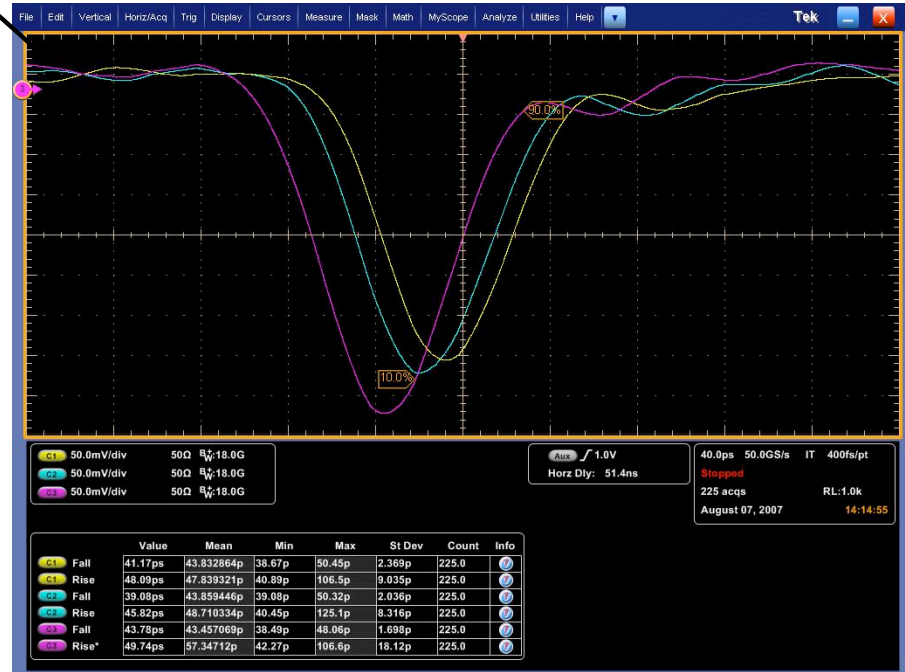 File Edit Vertical Horiz/Acq Trig Display Cursors Measure Mask Math MyScope Analyze Utilities Help Tek X
3
90.0%
10.0%
C1 50.0mV/div 50Ω BW:18.0G
C2 50.0mV/div 50Ω BW:18.0G
C3 50.0mV/div 50Ω BW:18.0G
Aux 1.0V
Horz Dly: 51.4ns
40.0ps 50.0GS/s IT 400fs/pt
Stopped
225 acqs RL:1.0k
August 07, 2007 14:14:55
Value Mean Min Max St Dev Count Info
C1 Fall 41.17ps 43.832864p 38.67p 50.45p 2.369p 225.0
C1 Rise 48.09ps 47.839321p 40.89p 106.5p 9.035p 225.0
C2 Fall 39.08ps 43.859446p 39.08p 50.32p 2.036p 225.0
C2 Rise 45.82ps 48.710334p 40.45p 125.1p 8.316p 225.0
C3 Fall 43.78ps 43.457069p 38.49p 48.06p 1.698p 225.0
C3 Rise* 49.74ps 57.34712p 42.27p 106.6p 18.12p 225.0